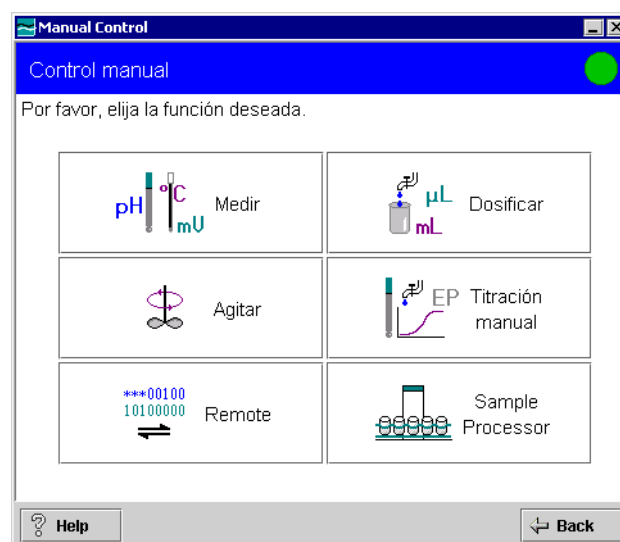 Manual Control
Control manual
Por favor, elija la función deseada.
pH °C mV Medir
µL mL Dosificar
Agitar
EP Titración
manual
***00100
10100000
Remote
Sample
Processor
Help
Back